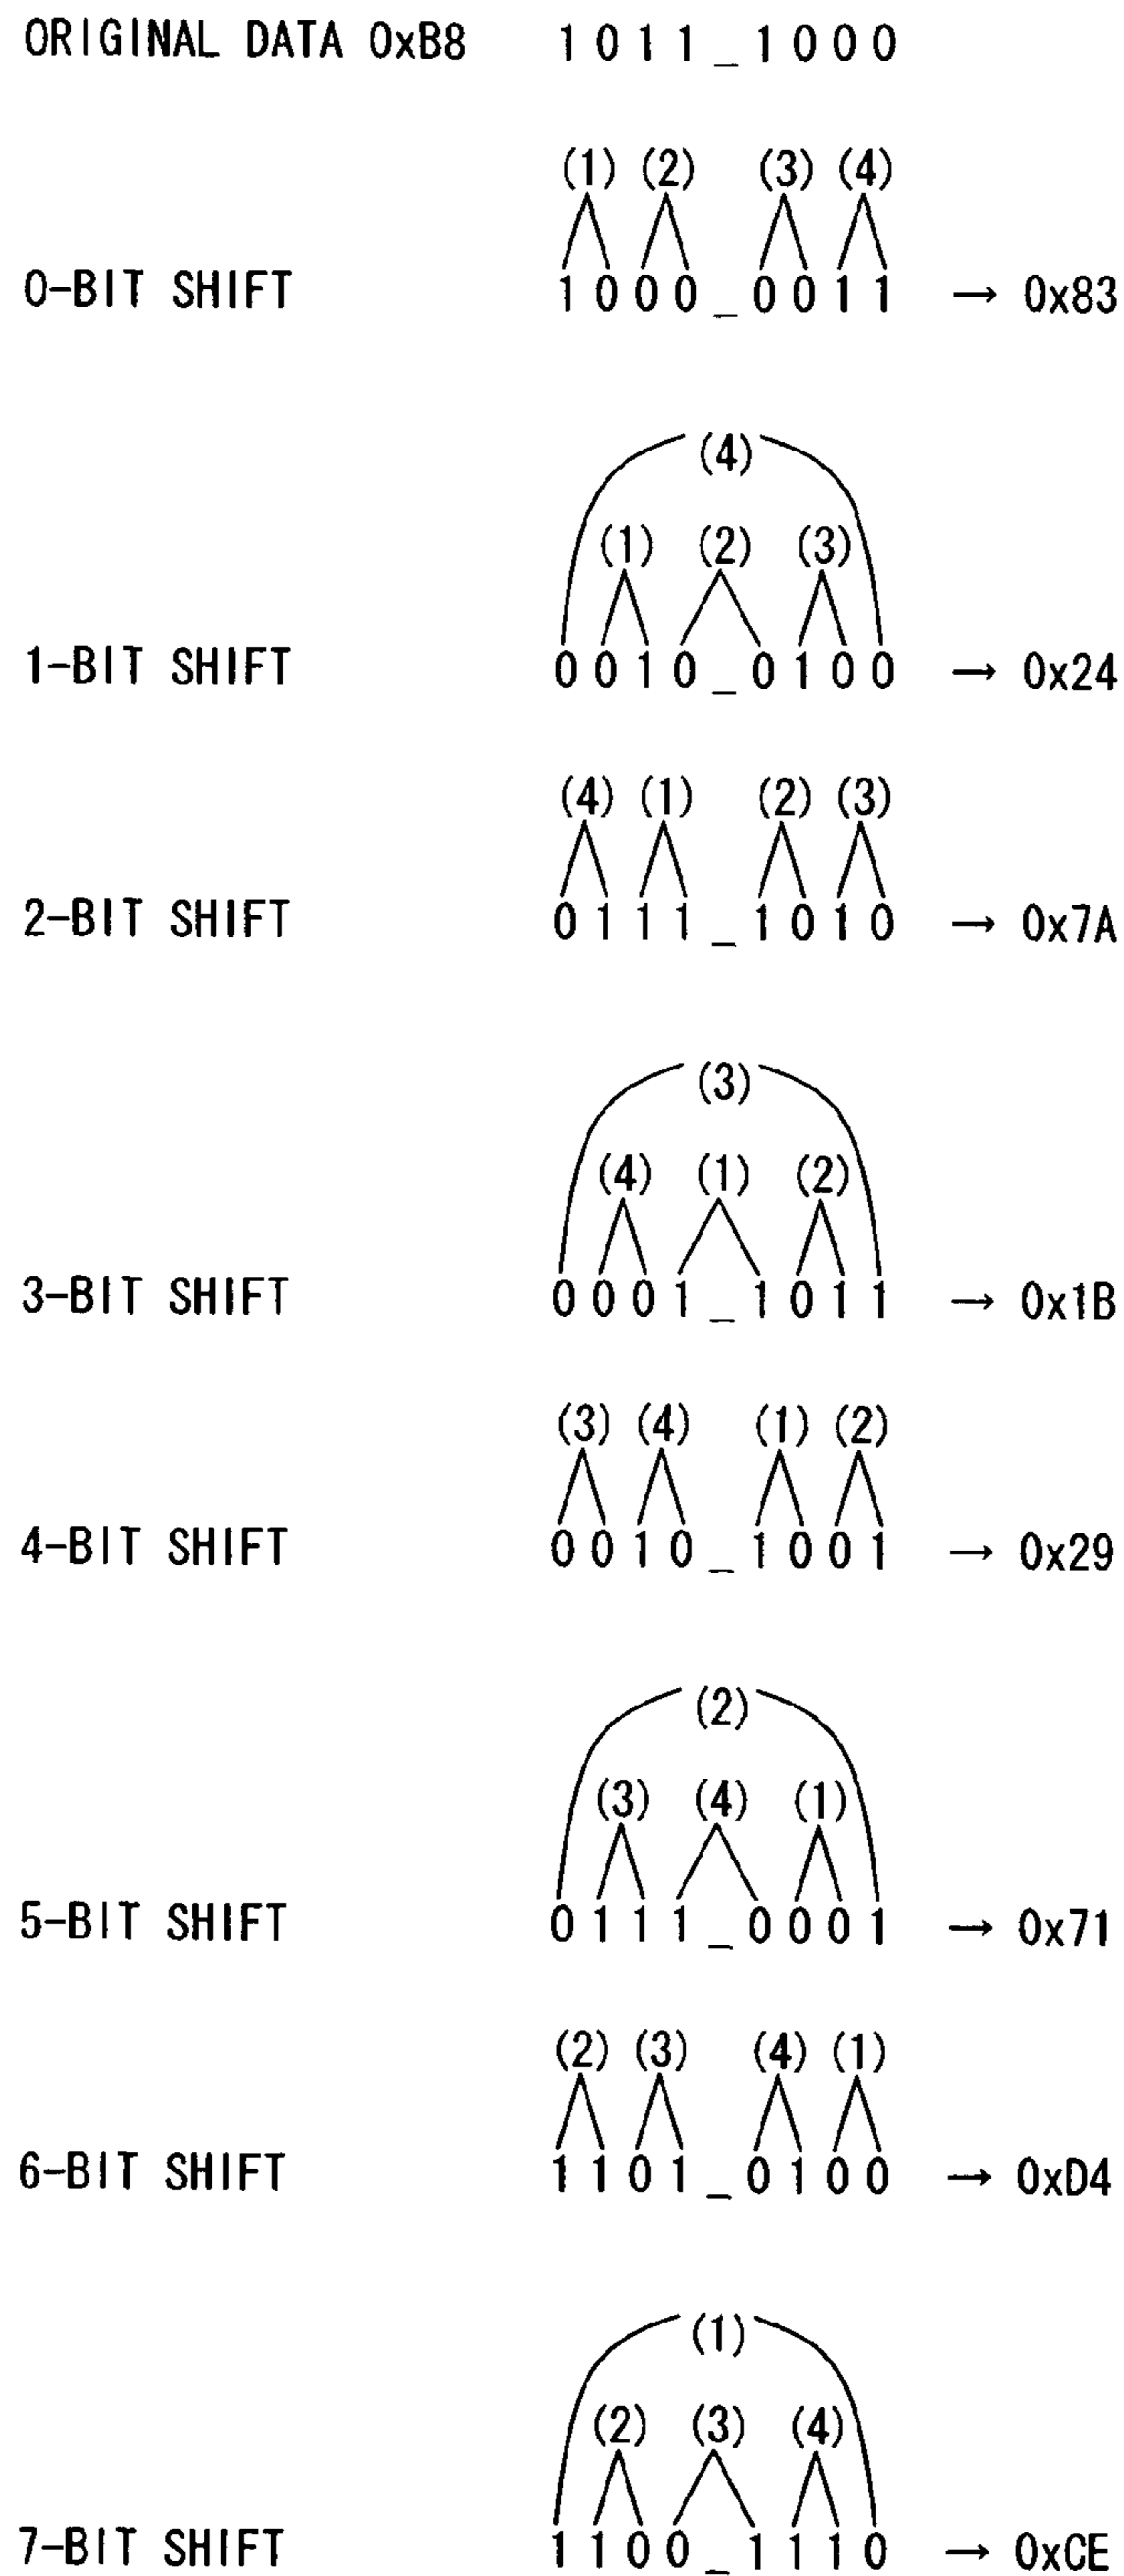 ORIGINAL DATA 0xB8 1 0 1 1 _ 1 0 0 0
(1) (2) (3) (4)
0-BIT SHIFT 1 0 0 0 _ 0 0 1 1 → 0x83
(4)
(1) (2) (3)
1-BIT SHIFT 0 0 1 0 _ 0 1 0 0 → 0x24
(4) (1) (2) (3)
2-BIT SHIFT 0 1 1 1 _ 1 0 1 0 → 0x7A
(3)
(4) (1) (2)
3-BIT SHIFT 0 0 0 1 _ 1 0 1 1 → 0x1B
(3) (4) (1) (2)
4-BIT SHIFT 0 0 1 0 _ 1 0 0 1 → 0x29
(2)
(3) (4) (1)
5-BIT SHIFT 0 1 1 1 _ 0 0 0 1 → 0x71
(2) (3) (4) (1)
6-BIT SHIFT 1 1 0 1 _ 0 1 0 0 → 0xD4
(1)
(2) (3) (4)
7-BIT SHIFT 1 1 0 0 _ 1 1 1 0 → 0xCE